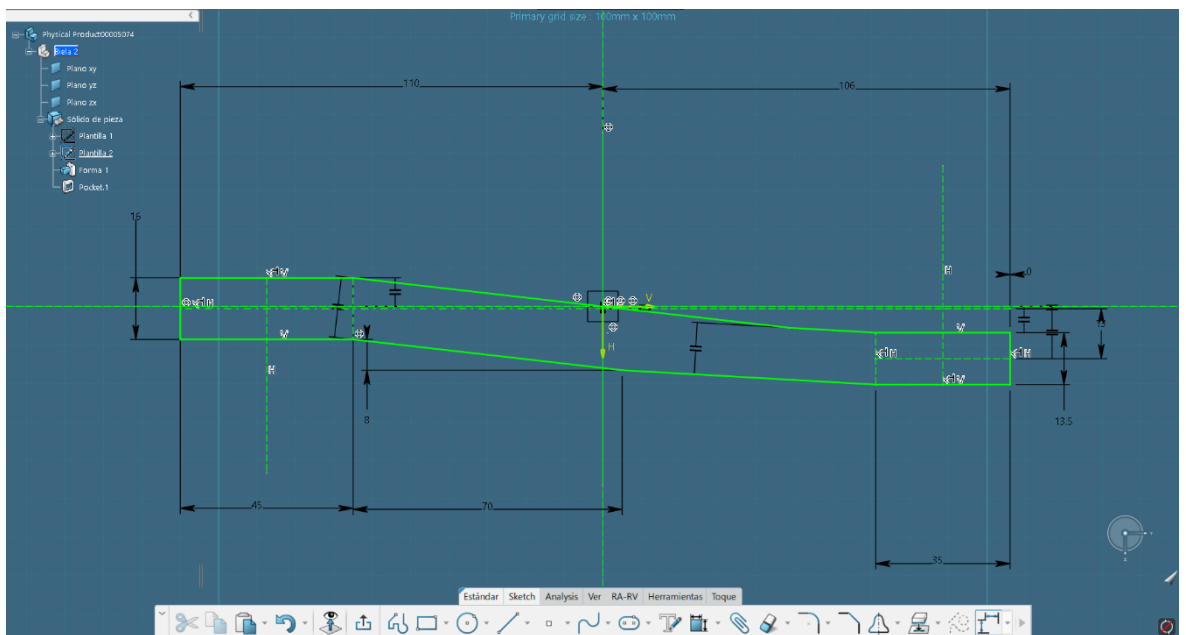 Primary grid size : 100mm x 100mm
Physical Product00005074
Biela 2
Plano xy
Plano yz
Plano zx
Sólido de pieza
Plantilla 1
Plantilla 2
Forma 1
Pocket.1
110
106
16
V
H
V
H
V
H
V
H
H
V
H
0
13.5
8
45
70
35
Estándar Sketch Analysis Ver RA-RV Herramientas Toque